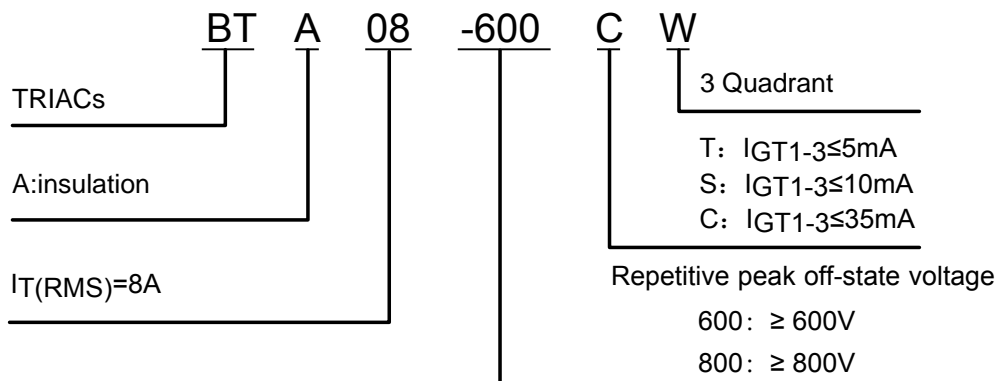 BT A 08 -600 C W
TRIACs
A:insulation
IT(RMS)=8A
3 Quadrant
T： IGT1-3≤5mA
S： IGT1-3≤10mA
C： IGT1-3≤35mA
Repetitive peak off-state voltage
600： ≥ 600V
800： ≥ 800V